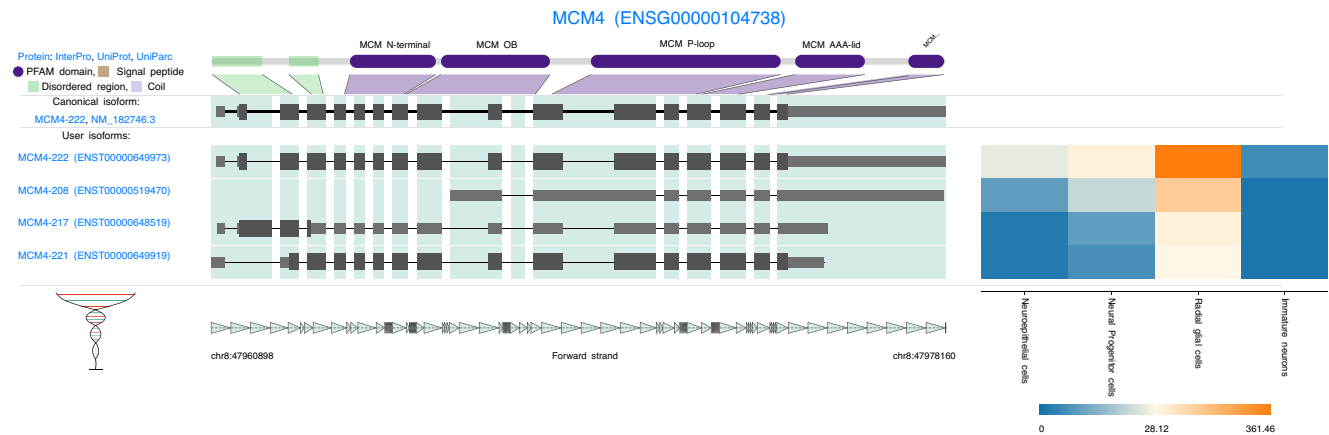 MCM4 (ENSG00000104738)
MCM N-terminal
MCM OB
MCM P-loop
MCM AAA-lid
MCM...
Protein: InterPro, UniProt, UniParc
PFAM domain, Signal peptide
Disordered region, Coil
Canonical isoform:
MCM4-222, NM_182746.3
User isoforms:
MCM4-222 (ENST00000649973)
MCM4-208 (ENST00000519470)
MCM4-217 (ENST00000648519)
MCM4-221 (ENST00000649919)
chr8:47960898
Forward strand
chr8:47978160
Neuroepithelial cells
Neural Progenitor cells
Radial glial cells
Immature neurons
0
28.12
361.46